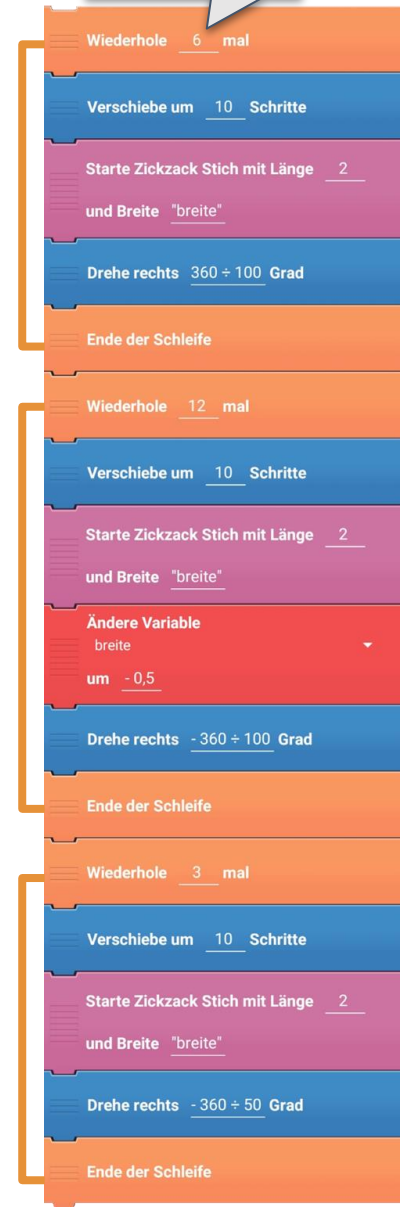 Wiederhole 6 mal
Verschiebe um 10 Schritte
Starte Zickzack Stich mit Länge 2
und Breite "breite"
Drehe rechts 360 ÷ 100 Grad
Ende der Schleife
Wiederhole 12 mal
Verschiebe um 10 Schritte
Starte Zickzack Stich mit Länge 2
und Breite "breite"
Ändere Variable
breite
um - 0,5
Drehe rechts - 360 ÷ 100 Grad
Ende der Schleife
Wiederhole 3 mal
Verschiebe um 10 Schritte
Starte Zickzack Stich mit Länge 2
und Breite "breite"
Drehe rechts - 360 ÷ 50 Grad
Ende der Schleife